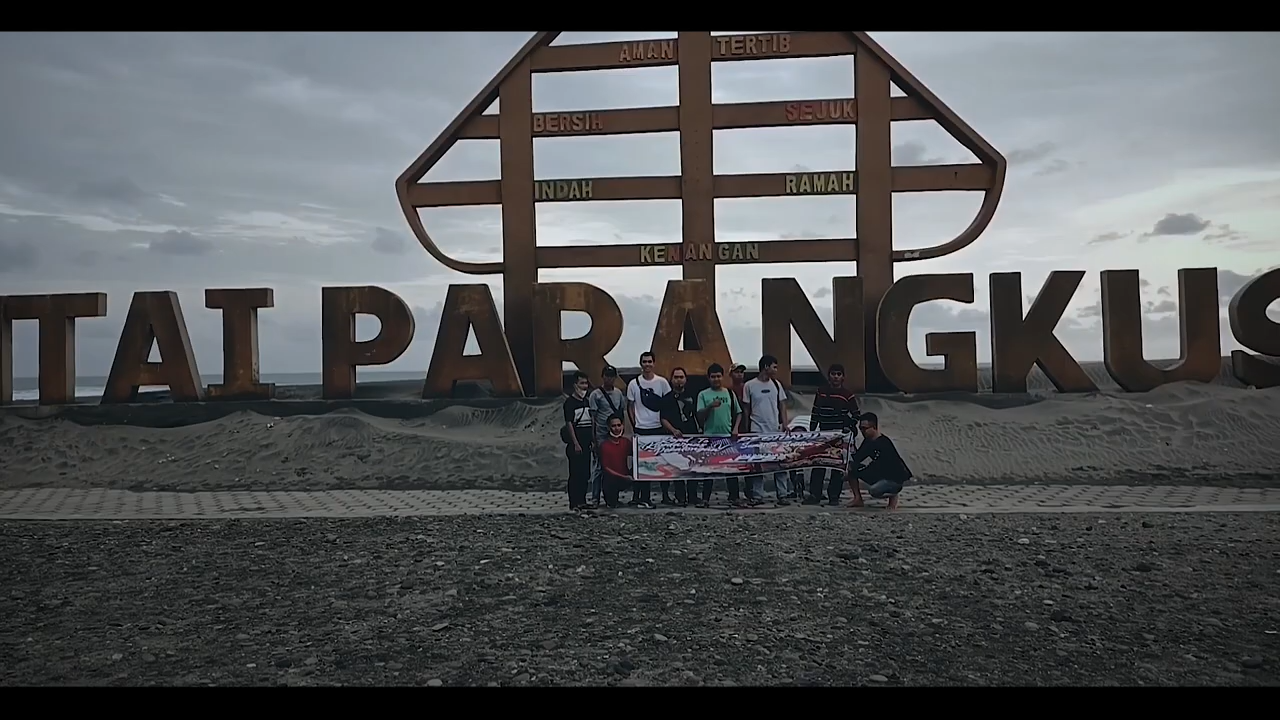 AMAN TERTIB
BERSIH SEJUK
INDAH RAMAH
KENANGAN
TAI PARANGKUS